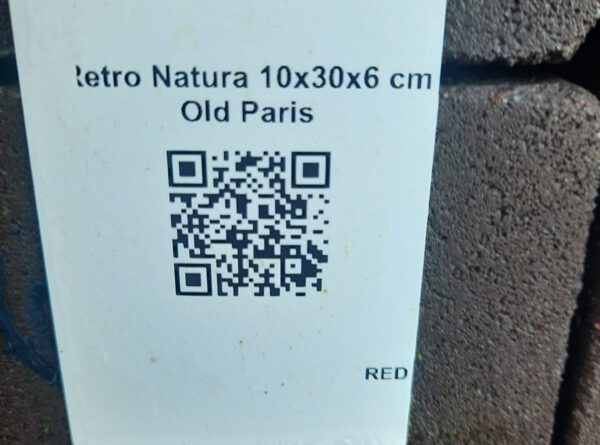 Retro Natura 10x30x6 cm
Old Paris
RED